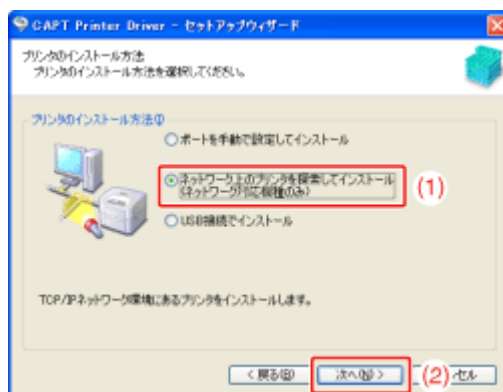 CAPT Printer Driver - セットアップウィザード
プリンタのインストール方法
プリンタのインストール方法を選択してください。
プリンタのインストール方法(I)
ポートを手動で設定してインストール
ネットワーク上のプリンタを探索してインストール
(ネットワーク対応機種のみ)
(1)
USB接続でインストール
TCP/IPネットワーク環境にあるプリンタをインストールします。
< 戻る(B)
次へ(N) >
(2)
セル